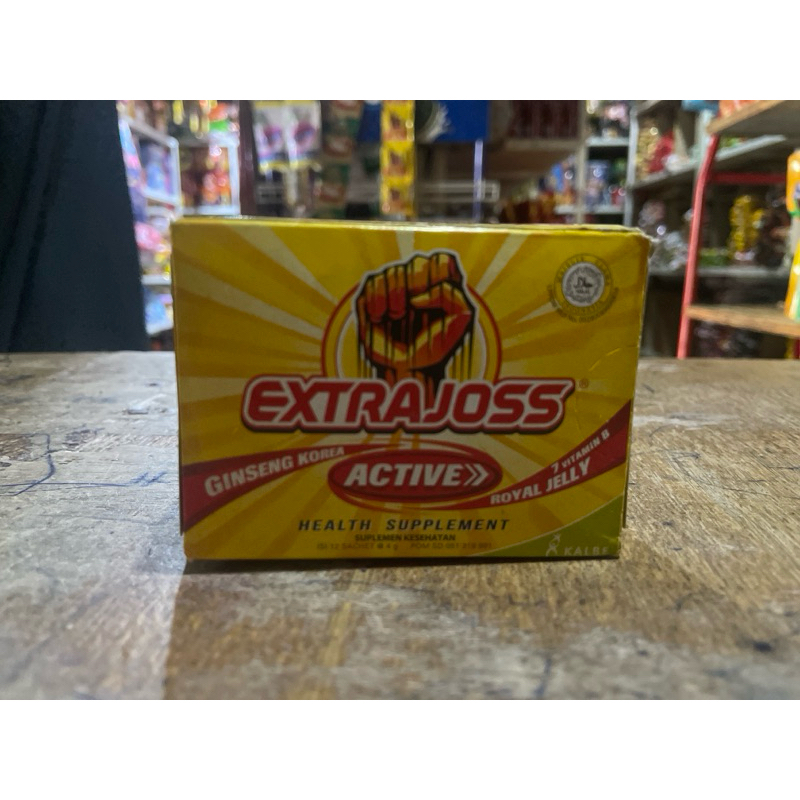 EXTRAJOSS®
GINSENG KOREA
ACTIVE
7 VITAMIN B
ROYAL JELLY
HEALTH SUPPLEMENT
SUPLEMEN KESEHATAN
KALBE